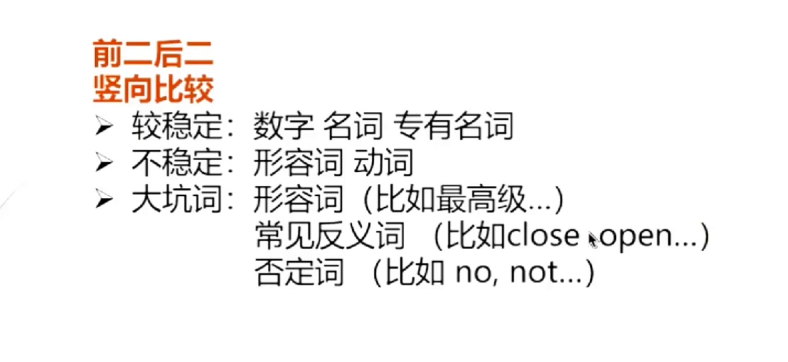 前二后二
竖向比较
➢ 较稳定：数字 名词 专有名词
➢ 不稳定：形容词 动词
➢ 大坑词：形容词（比如最高级...）
常见反义词 （比如close open...）
否定词 （比如 no, not...）